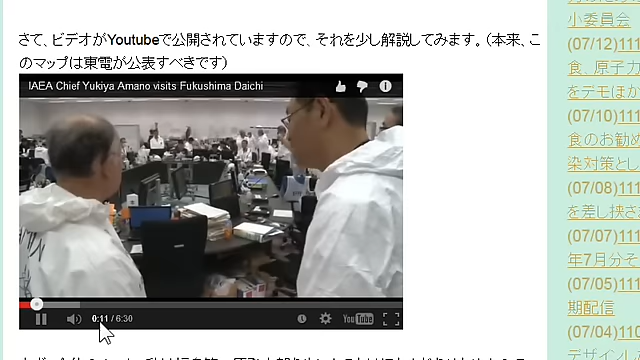 さて、ビデオがYoutubeで公開されていますので、それを少し解説してみます。（本来、こ
のマップは東電が公表すべきです）
IAEA Chief Yukiya Amano visits Fukushima Daichi
0:11 / 6:30
YouTube
小委員会
(07/12)111
食、原子力
をデモほか
(07/10)111
食のお勧め
染対策とし
(07/08)111
を差し挟さ
(07/07)111
年7月分そ
(07/05)111
期配信
(07/04)110
デザイン